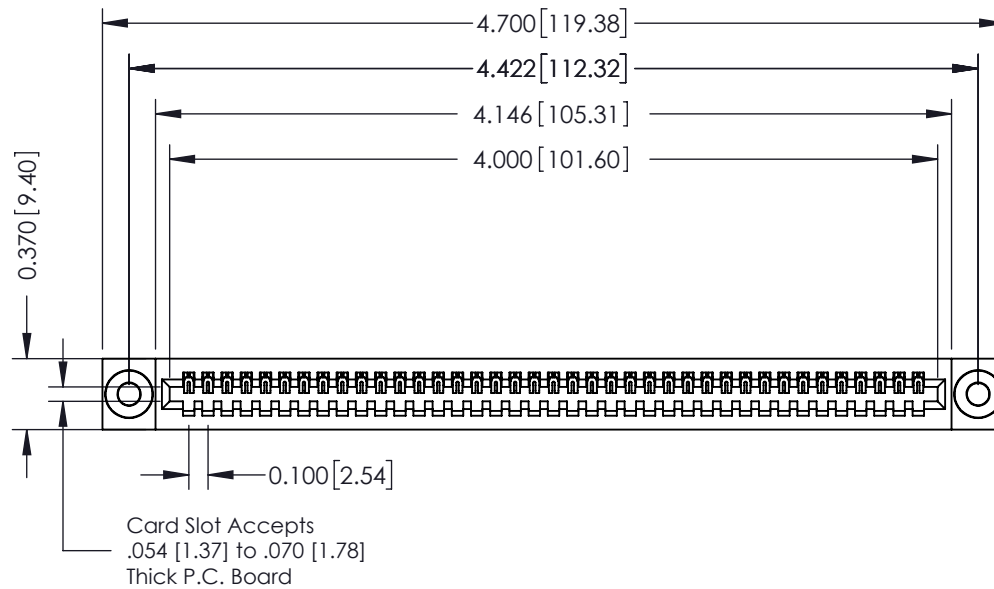 4.700 [119.38]
4.422 [112.32]
4.146 [105.31]
4.000 [101.60]
0.370 [9.40]
0.100 [2.54]
Card Slot Accepts
.054 [1.37] to .070 [1.78]
Thick P.C. Board